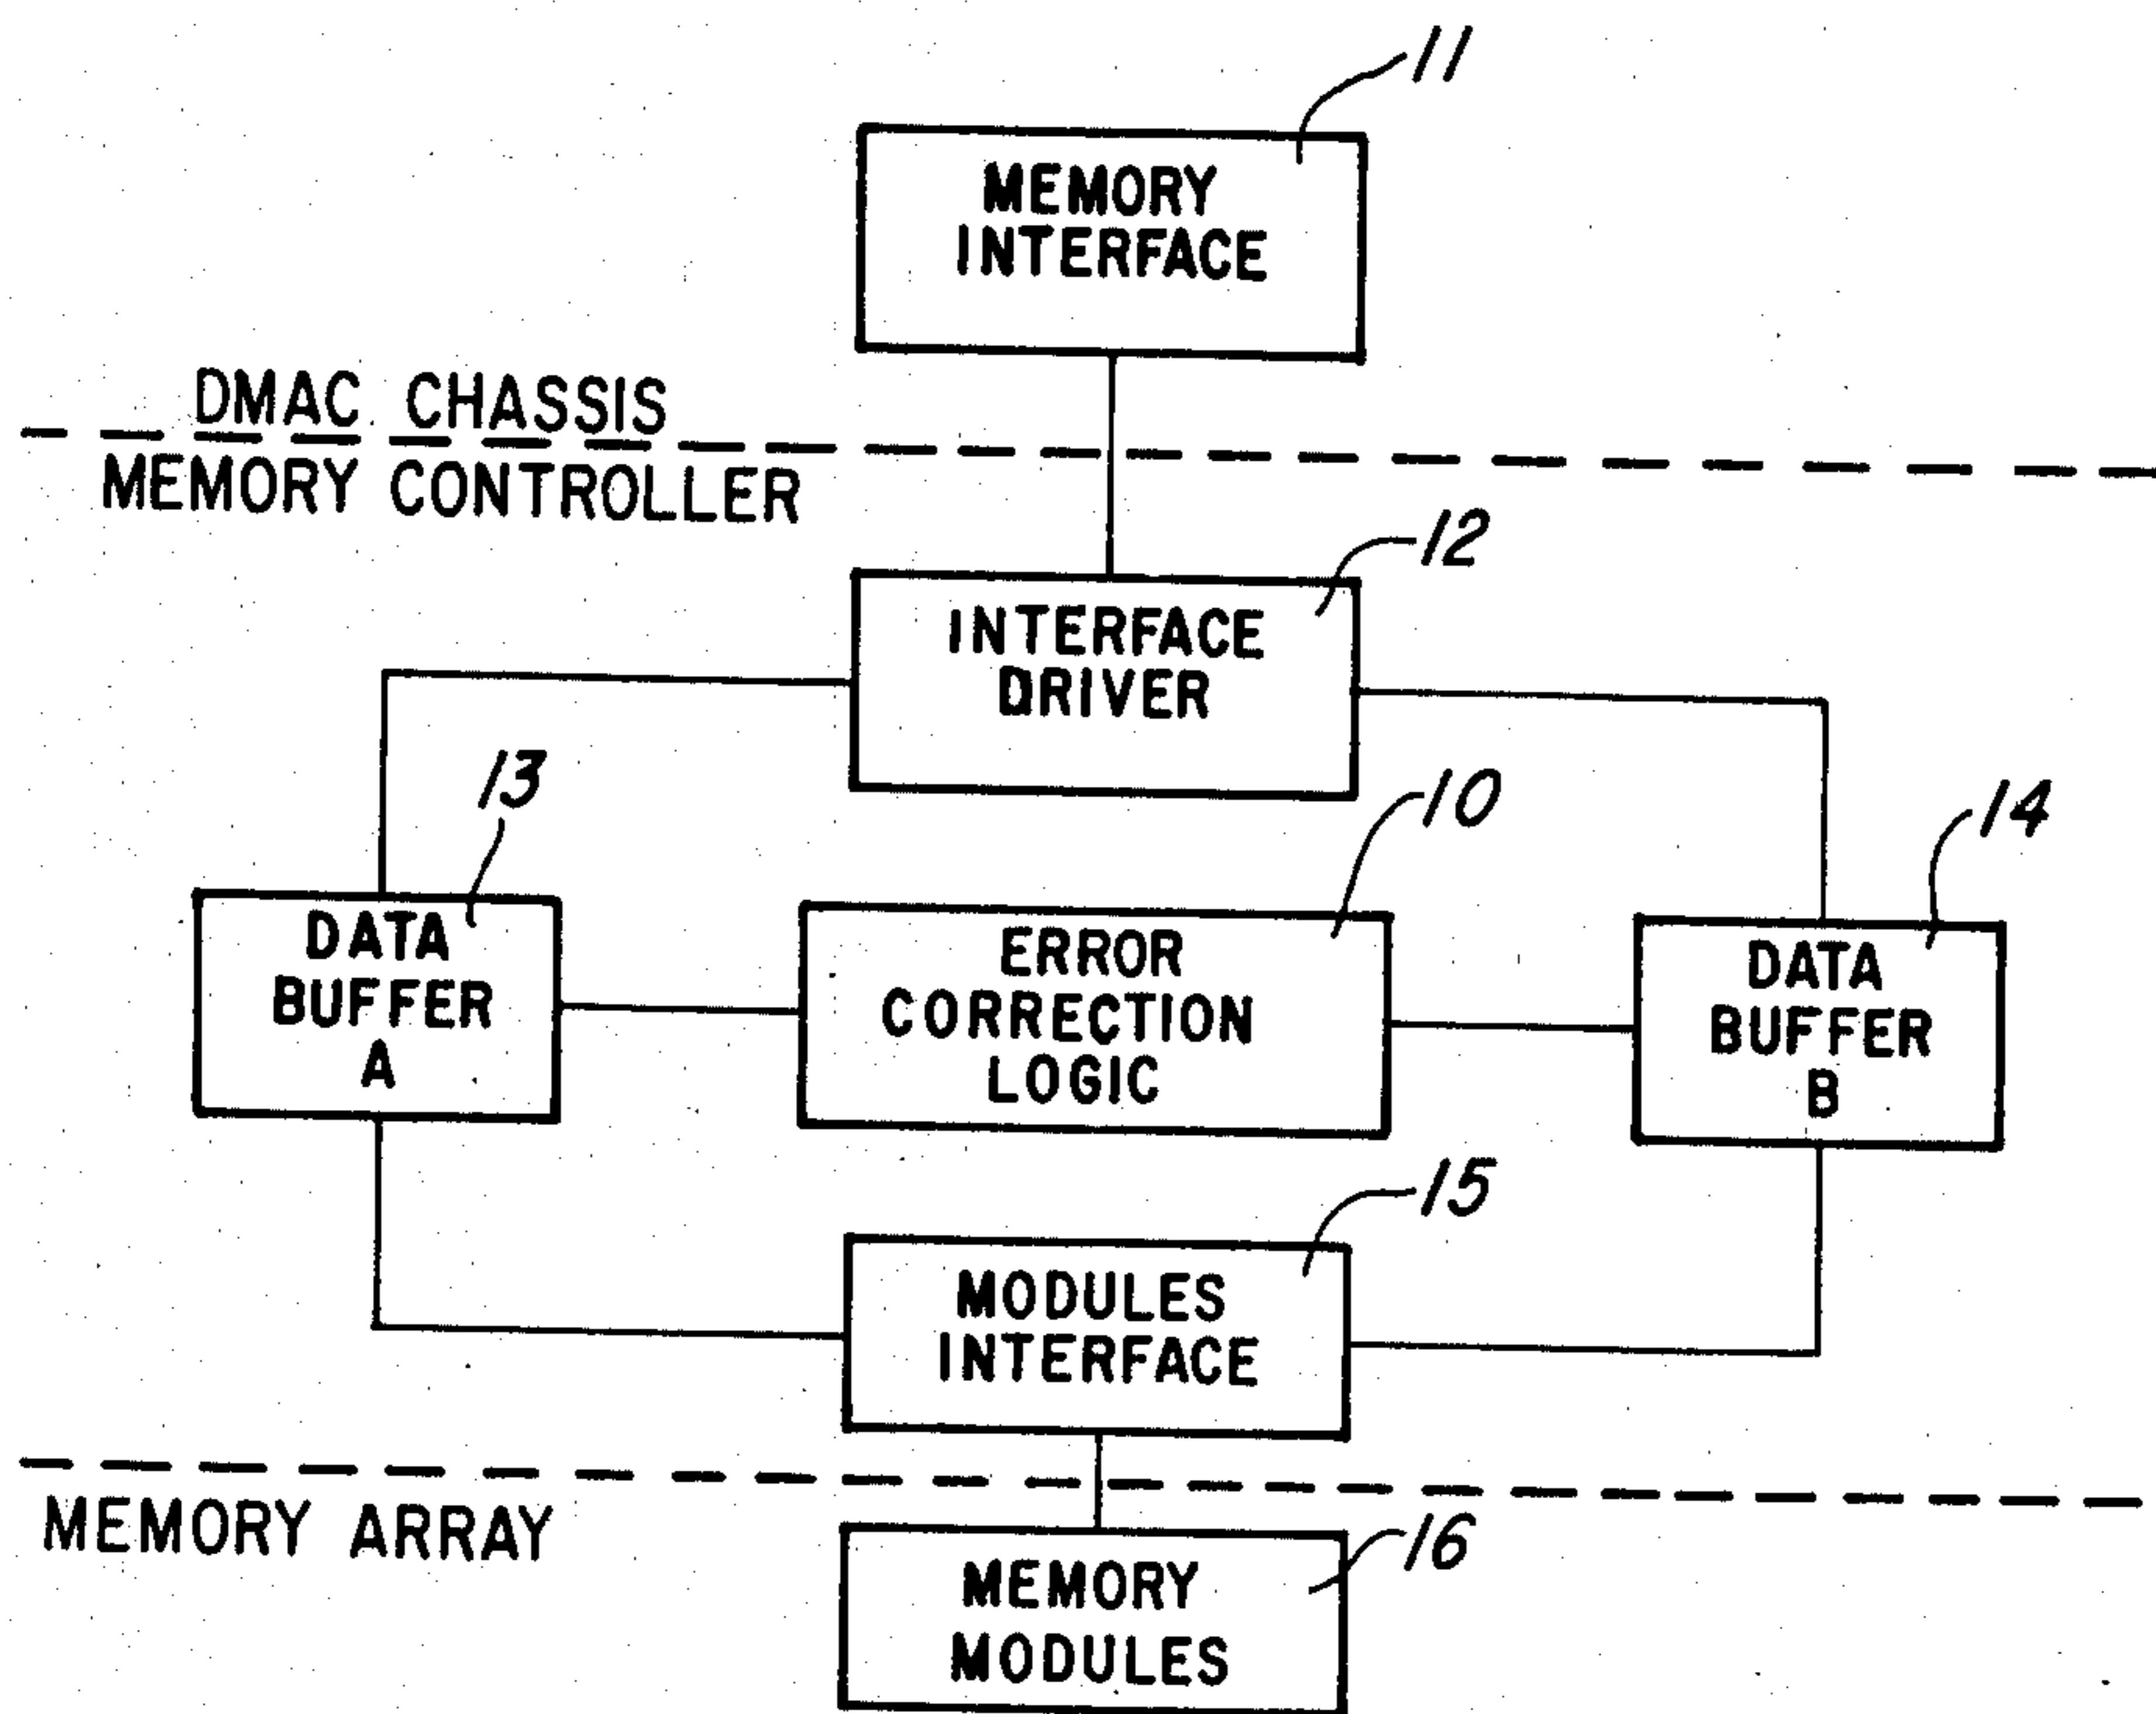 11
MEMORY
INTERFACE
DMAC CHASSIS
MEMORY CONTROLLER
12
INTERFACE
DRIVER
13
10
14
DATA
BUFFER
A
ERROR
CORRECTION
LOGIC
DATA
BUFFER
B
15
MODULES
INTERFACE
MEMORY ARRAY
16
MEMORY
MODULES